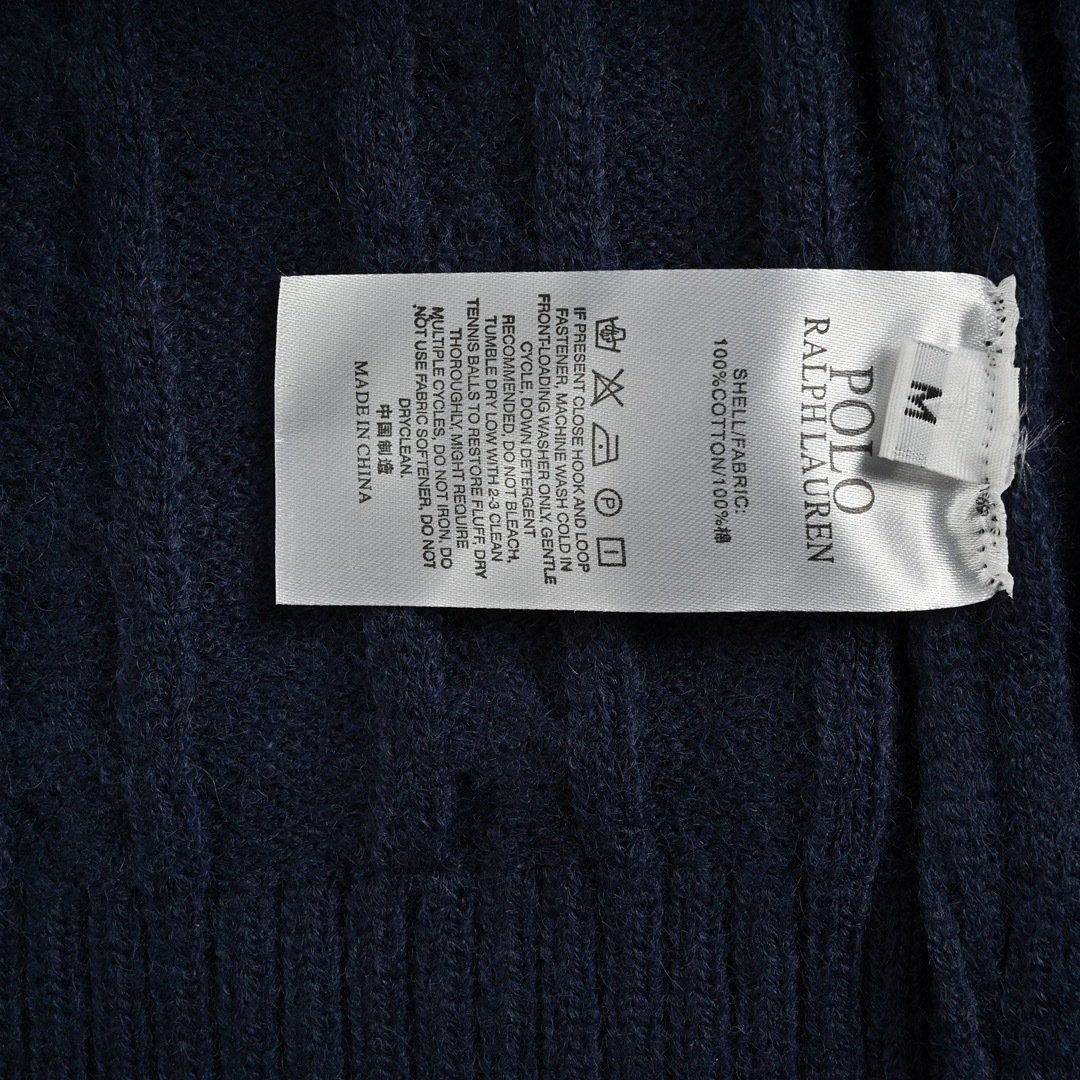 M
POLO
RALPH LAUREN
SHELL/FABRIC:
100%COTTON/100%棉
IF PRESENT CLOSE HOOK AND LOOP
FASTENER, MACHINE WASH COLD IN
FRONT-LOADING WASHER ONLY, GENTLE
CYCLE, DOWN DETERGENT
RECOMMENDED. DO NOT BLEACH,
TUMBLE DRY LOW WITH 2-3 CLEAN
TENNIS BALLS TO RESTORE FLUFF, DRY
THOROUGHLY, MIGHT REQUIRE
MULTIPLE CYCLES, DO NOT IRON, DO
NOT USE FABRIC SOFTENER, DO NOT
DRYCLEAN.
中国制造
MADE IN CHINA